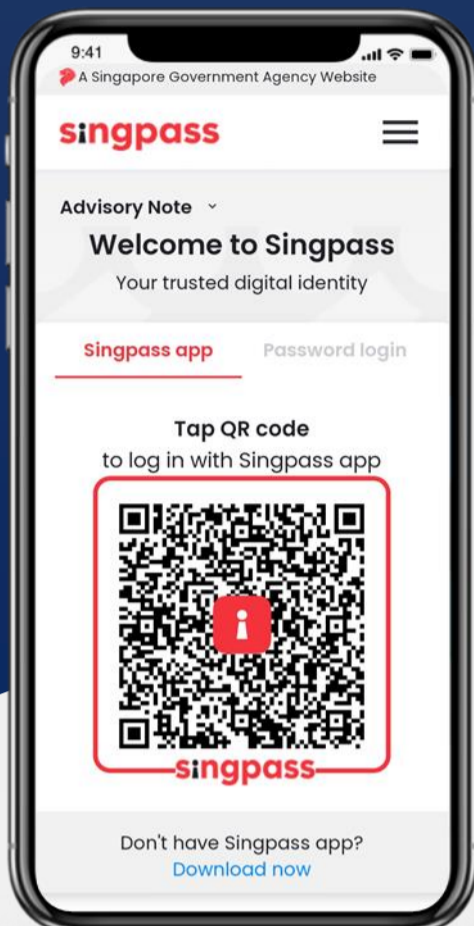 9:41
A Singapore Government Agency Website
singpass
Advisory Note
Welcome to Singpass
Your trusted digital identity
Singpass app Password login
Tap QR code
to log in with Singpass app
singpass
Don't have Singpass app?
Download now